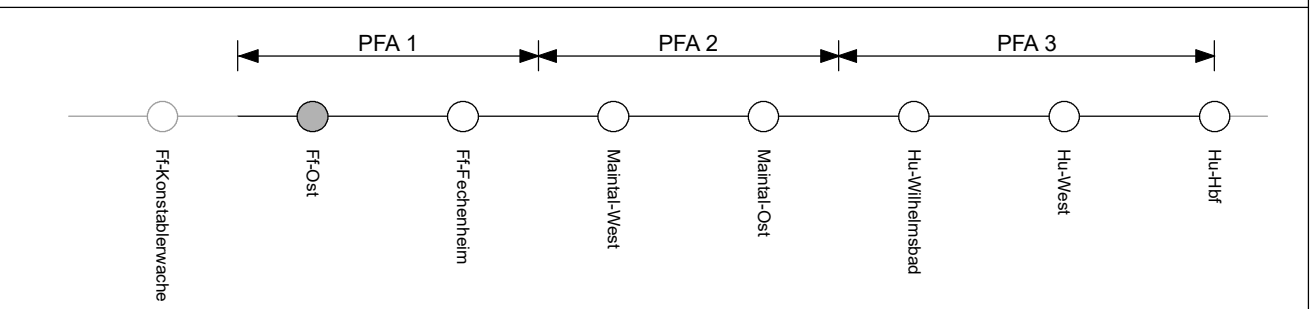 PFA 1
PFA 2
PFA 3
Ff-Konstablerwache
Ff-Ost
Ff-Fechenheim
Maintal-West
Maintal-Ost
Hu-Wilhelmsbad
Hu-West
Hu-Hbf